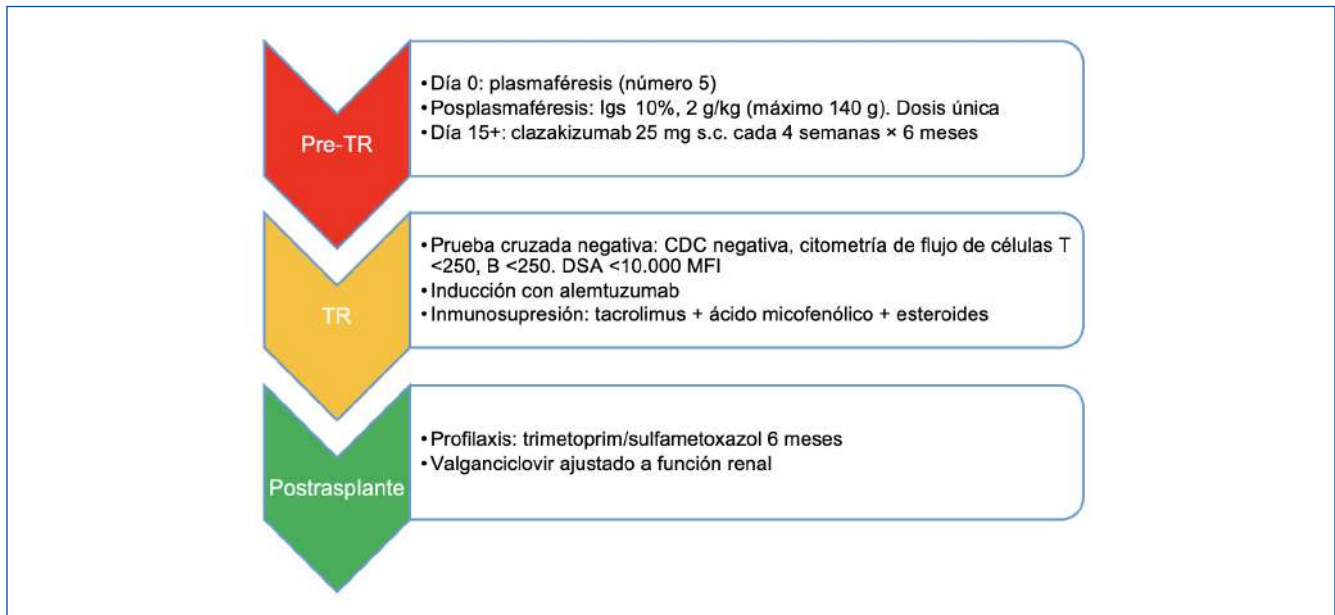 Pre-TR
•Día 0: plasmaféresis (número 5)
•Posplasmaféresis: Igs 10%, 2 g/kg (máximo 140 g). Dosis única
•Día 15+: clazakizumab 25 mg s.c. cada 4 semanas × 6 meses
TR
•Prueba cruzada negativa: CDC negativa, citometría de flujo de células T
<250, B <250. DSA <10.000 MFI
•Inducción con alemtuzumab
•Inmunosupresión: tacrolimus + ácido micofenólico + esteroides
Postrasplante
•Profilaxis: trimetoprim/sulfametoxazol 6 meses
•Valganciclovir ajustado a función renal